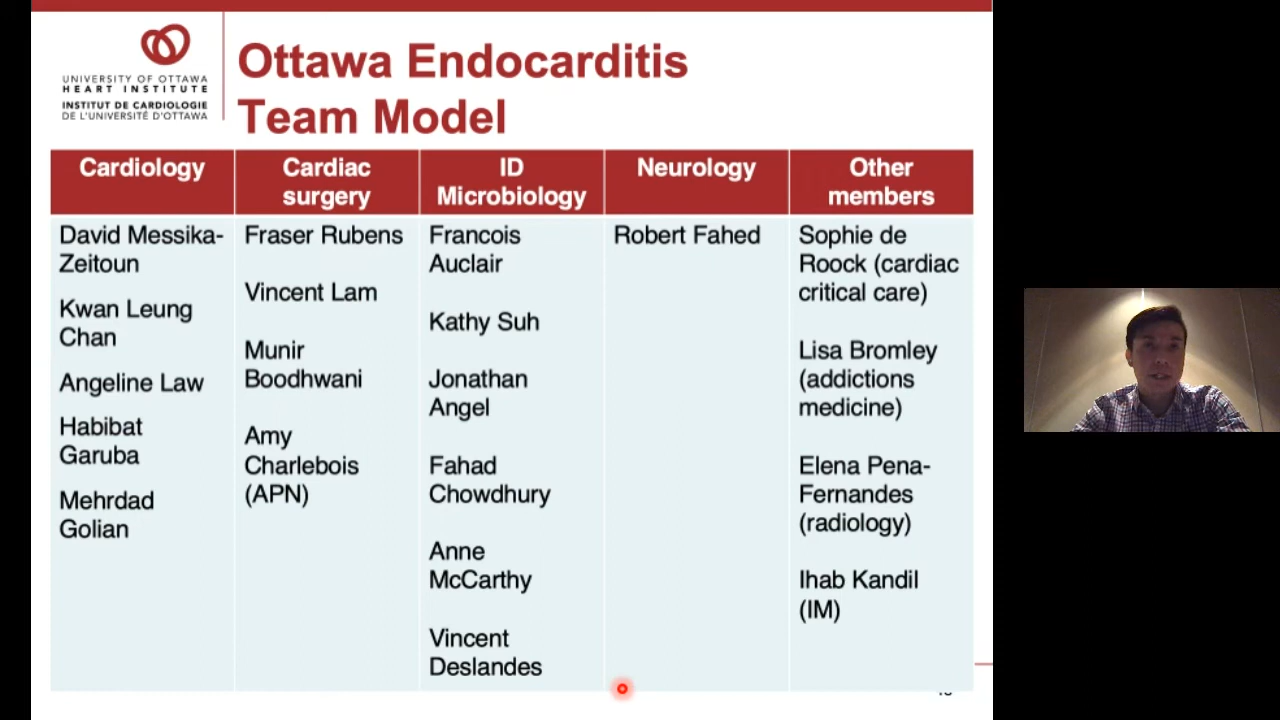 UNIVERSITY OF OTTAWA
HEART INSTITUTE
INSTITUT DE CARDIOLOGIE
DE L'UNIVERSITÉ D'OTTAWA
Ottawa Endocarditis
Team Model
Cardiology
Cardiac
surgery
ID
Microbiology
Neurology
Other
members
David Messika-
Zeitoun
Kwan Leung
Chan
Angeline Law
Habibat
Garuba
Mehrdad
Golian
Fraser Rubens
Vincent Lam
Munir
Boodhwani
Amy
Charlebois
(APN)
Francois
Auclair
Kathy Suh
Jonathan
Angel
Fahad
Chowdhury
Anne
McCarthy
Vincent
Deslandes
Robert Fahed
Sophie de
Roock (cardiac
critical care)
Lisa Bromley
(addictions
medicine)
Elena Pena-
Fernandes
(radiology)
Ihab Kandil
(IM)